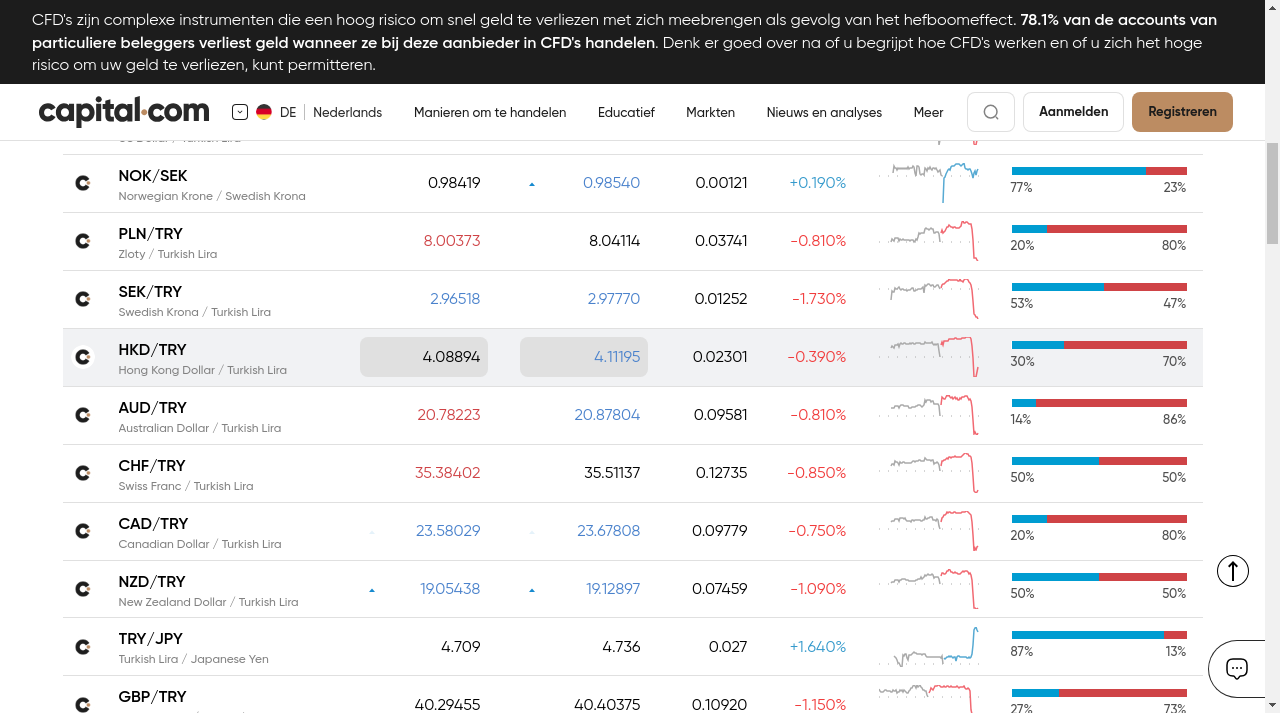 CFD's zijn complexe instrumenten die een hoog risico om snel geld te verliezen met zich meebrengen als gevolg van het hefboomeffect. 78.1% van de accounts van
particuliere beleggers verliest geld wanneer ze bij deze aanbieder in CFD's handelen. Denk er goed over na of u begrijpt hoe CFD's werken en of u zich het hoge
risico om uw geld te verliezen, kunt permitteren.
capital.com DE Nederlands Manieren om te handelen Educatief Markten Nieuws en analyses Meer Aanmelden Registreren
NOK/SEK 0.98419 0.98540 0.00121 +0.190%
Norwegian Krone / Swedish Krona 77% 23%
PLN/TRY 8.00373 8.04114 0.03741 -0.810%
Zloty / Turkish Lira 20% 80%
SEK/TRY 2.96518 2.97770 0.01252 -1.730%
Swedish Krona / Turkish Lira 53% 47%
HKD/TRY 4.08894 4.11195 0.02301 -0.390%
Hong Kong Dollar / Turkish Lira 30% 70%
AUD/TRY 20.78223 20.87804 0.09581 -0.810%
Australian Dollar / Turkish Lira 14% 86%
CHF/TRY 35.38402 35.51137 0.12735 -0.850%
Swiss Franc / Turkish Lira 50% 50%
CAD/TRY 23.58029 23.67808 0.09779 -0.750%
Canadian Dollar / Turkish Lira 20% 80%
NZD/TRY 19.05438 19.12897 0.07459 -1.090%
New Zealand Dollar / Turkish Lira 50% 50%
TRY/JPY 4.709 4.736 0.027 +1.640%
Turkish Lira / Japanese Yen 87% 13%
GBP/TRY 40.29455 40.40375 0.10920 -1.150%
27% 73%